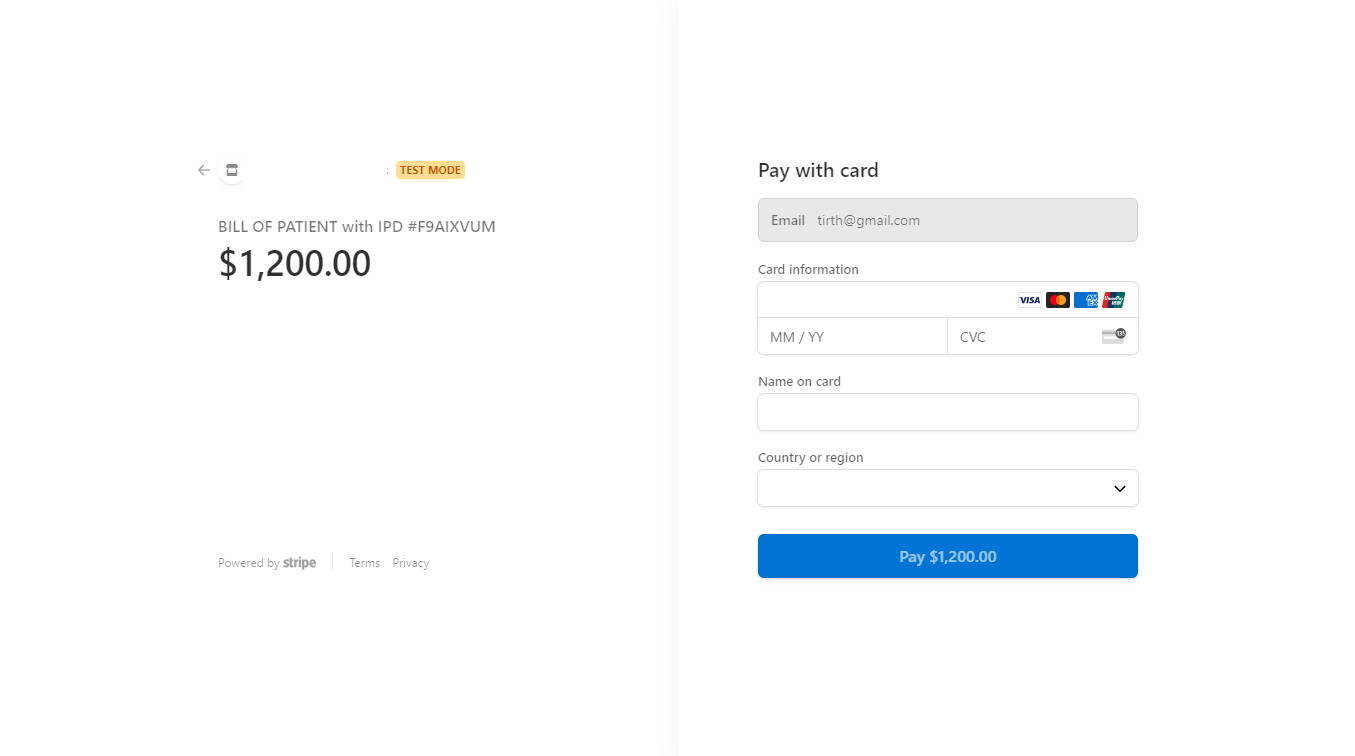 TEST MODE
BILL OF PATIENT with IPD #F9AIXVUM
$1,200.00
Powered by stripe
Terms Privacy
Pay with card
Email tirth@gmail.com
Card information
VISA
MM / YY
CVC
Name on card
Country or region
Pay $1,200.00